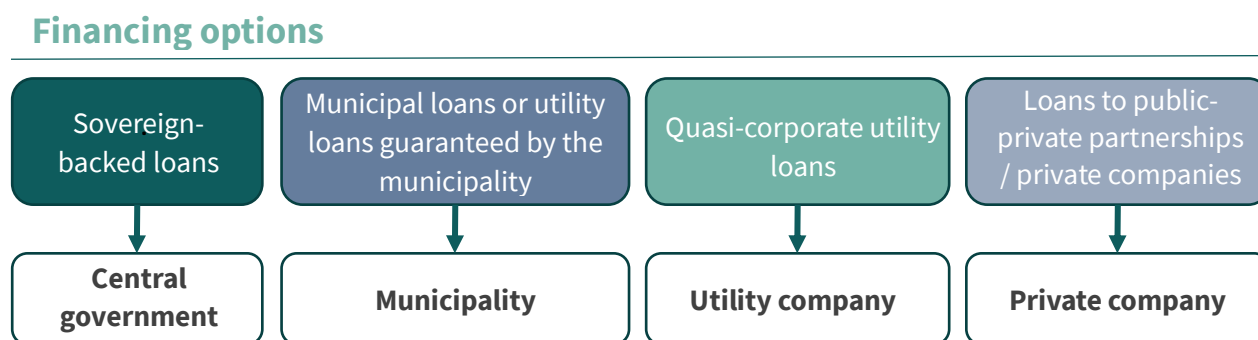 Financing options
Sovereign-
backed loans
Municipal loans or utility
loans guaranteed by the
municipality
Quasi-corporate utility
loans
Loans to public-
private partnerships
/ private companies
Central
government
Municipality
Utility company
Private company